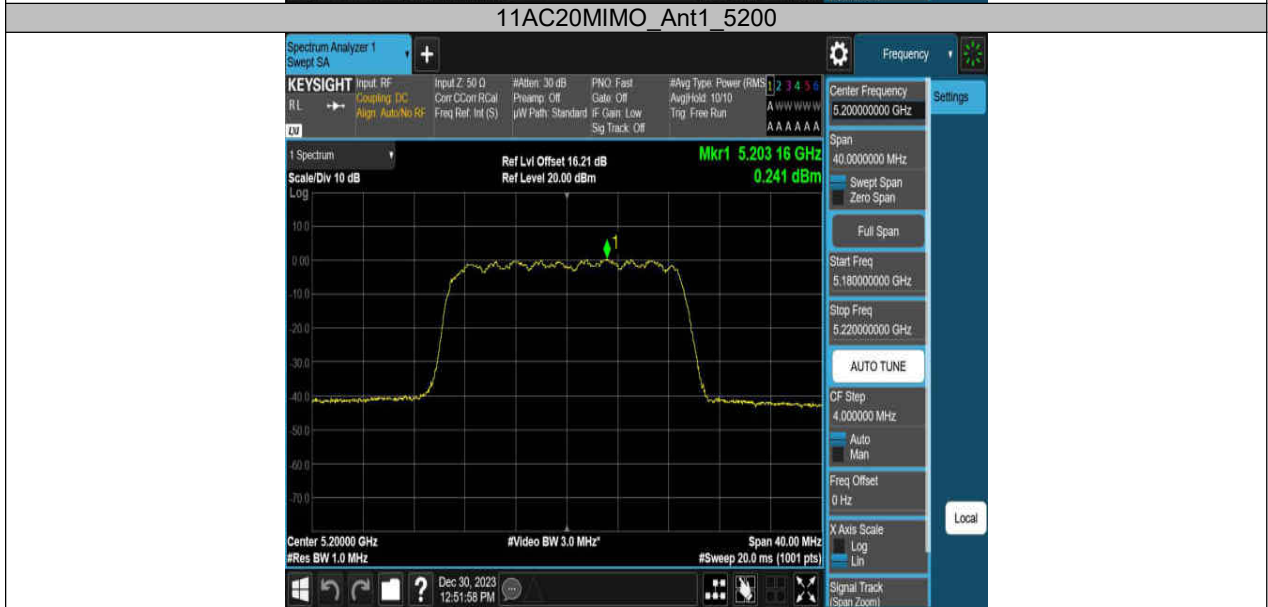 11AC20MIMO_Ant1_5200
Spectrum Analyzer 1
Swept SA
+
Frequency
KEYSIGHT
RL
LXI
Input: RF
Coupling: DC
Align: Auto/No RF
Input Z: 50 Ω
Corr CCorr RCal
Freq Ref: Int (S)
#Atten: 30 dB
Preamp: Off
µW Path: Standard
PNO: Fast
Gate: Off
IF Gain: Low
Sig Track: Off
#Avg Type: Power (RMS
Avg|Hold: 10/10
Trig: Free Run
1 2 3 4 5 6
A W W W W W
A A A A A A
Center Frequency
5.200000000 GHz
Settings
Span
40.0000000 MHz
Swept Span
Zero Span
Full Span
Start Freq
5.180000000 GHz
Stop Freq
5.220000000 GHz
AUTO TUNE
CF Step
4.000000 MHz
Auto
Man
Freq Offset
0 Hz
X Axis Scale
Log
Lin
Local
Signal Track
(Span Zoom)
1 Spectrum
Scale/Div 10 dB
Log
Ref Lvl Offset 16.21 dB
Ref Level 20.00 dBm
Mkr1 5.203 16 GHz
0.241 dBm
1
10.0
0.00
-10.0
-20.0
-30.0
-40.0
-50.0
-60.0
-70.0
Center 5.20000 GHz
#Res BW 1.0 MHz
#Video BW 3.0 MHz*
Span 40.00 MHz
#Sweep 20.0 ms (1001 pts)
?
Dec 30, 2023
12:51:58 PM